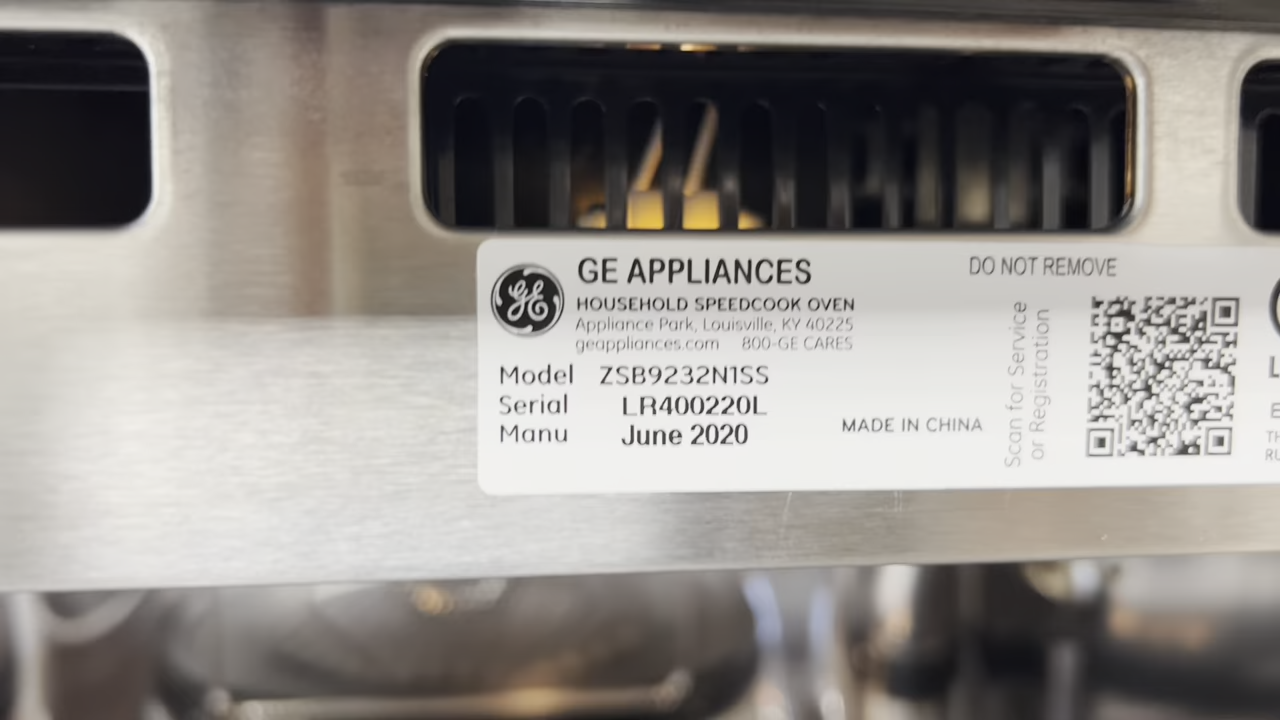 GE APPLIANCES
HOUSEHOLD SPEEDCOOK OVEN
Appliance Park, Louisville, KY 40225
geappliances.com 800-GE CARES
Model ZSB9232N1SS
Serial LR400220L
Manu June 2020
MADE IN CHINA
DO NOT REMOVE
Scan for Service
or Registration
GE